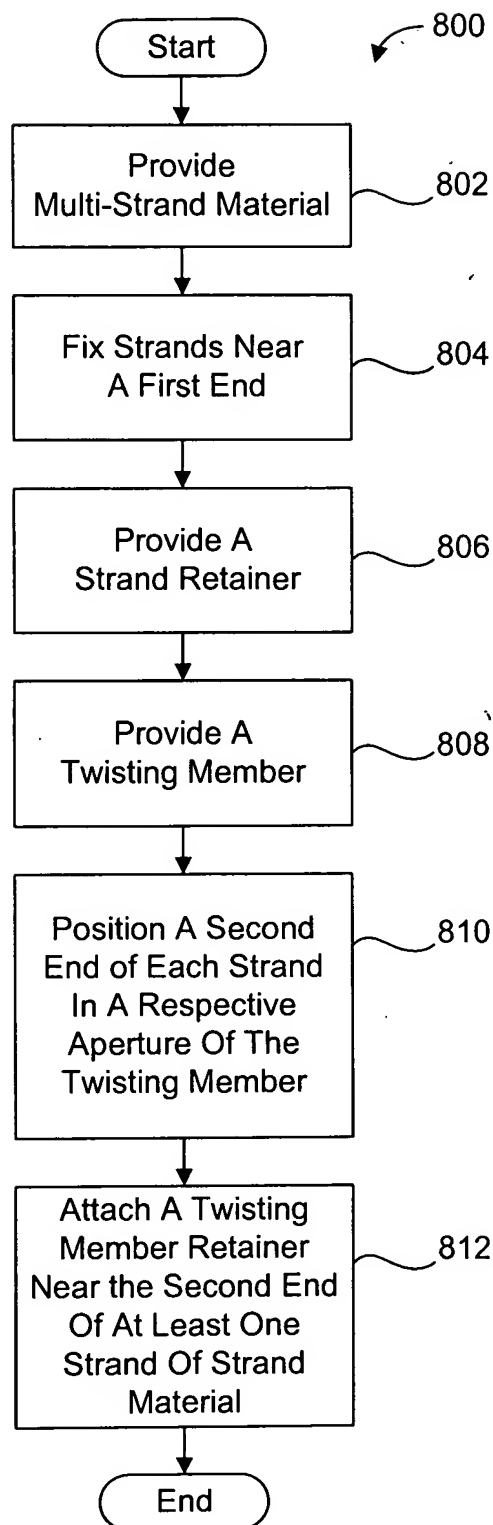 Start
800
Provide
Multi-Strand Material
802
Fix Strands Near
A First End
804
Provide A
Strand Retainer
806
Provide A
Twisting Member
808
Position A Second
End of Each Strand
In A Respective
Aperture Of The
Twisting Member
810
Attach A Twisting
Member Retainer
Near the Second End
Of At Least One
Strand Of Strand
Material
812
End